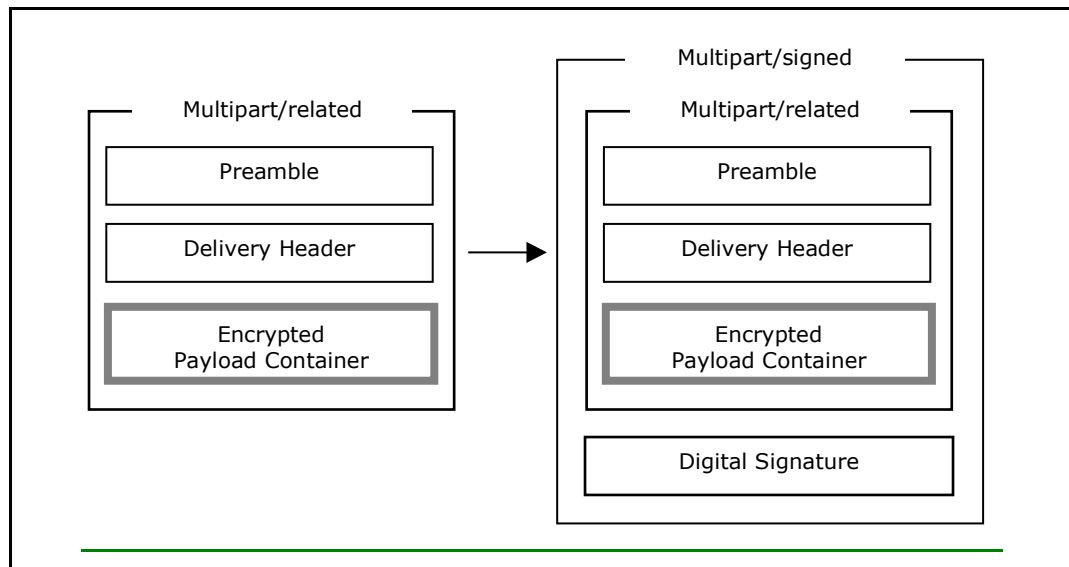 Multipart/related
Preamble
Delivery Header
Encrypted
Payload Container
Multipart/signed
Multipart/related
Preamble
Delivery Header
Encrypted
Payload Container
Digital Signature